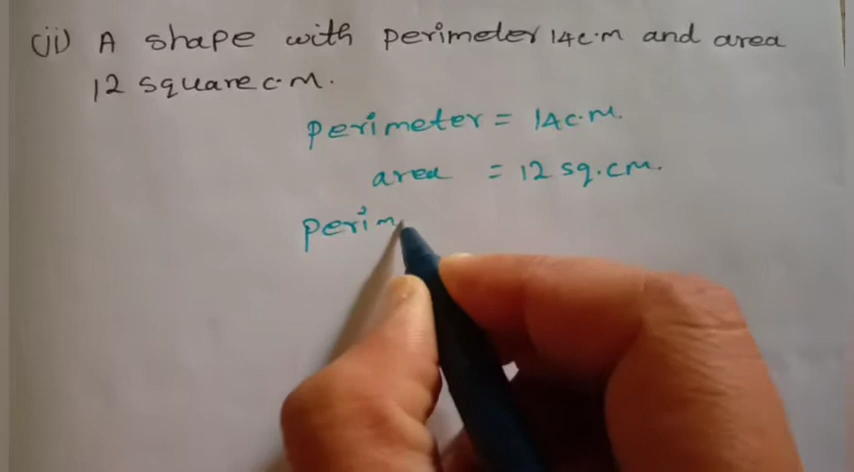 (ii) A shape with perimeter 14c.m and area
12 square c.m.
perimeter = 14c.m.
area = 12 sq.cm.
perim